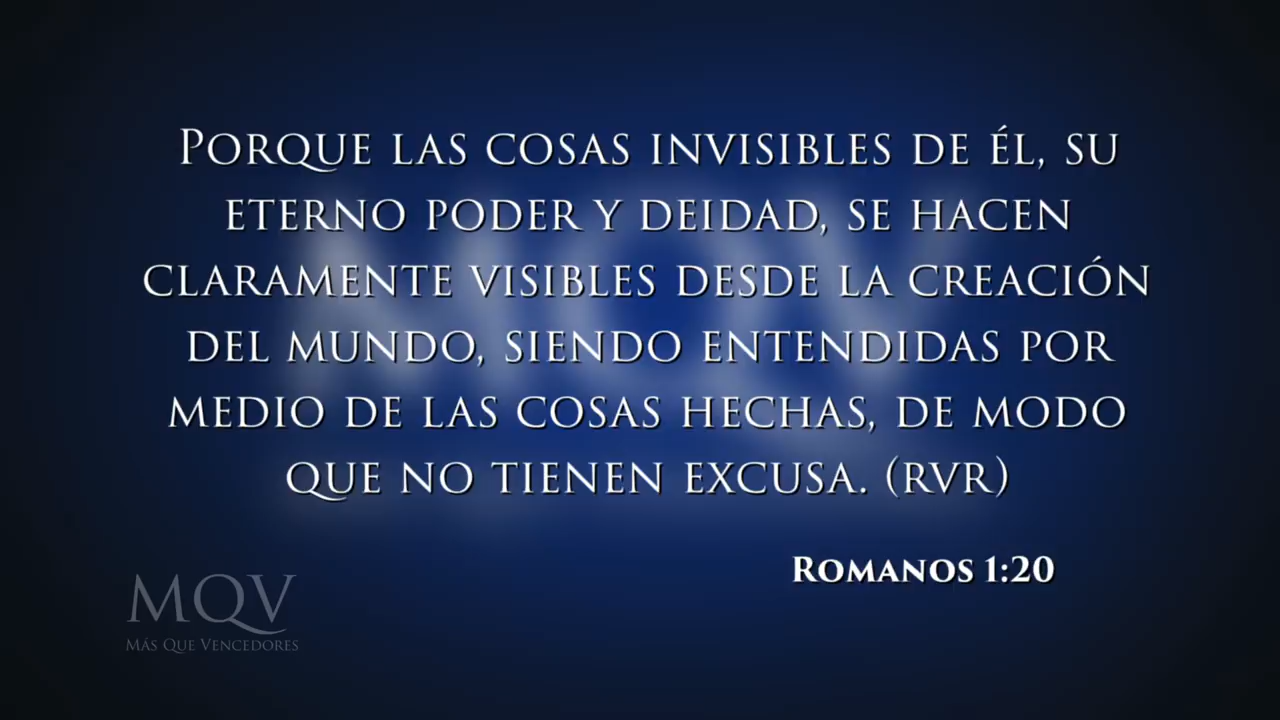 Porque las cosas invisibles de él, su
eterno poder y deidad, se hacen
claramente visibles desde la creación
del mundo, siendo entendidas por
medio de las cosas hechas, de modo
que no tienen excusa. (RVR)
Romanos 1:20
MQV
Más Que Vencedores